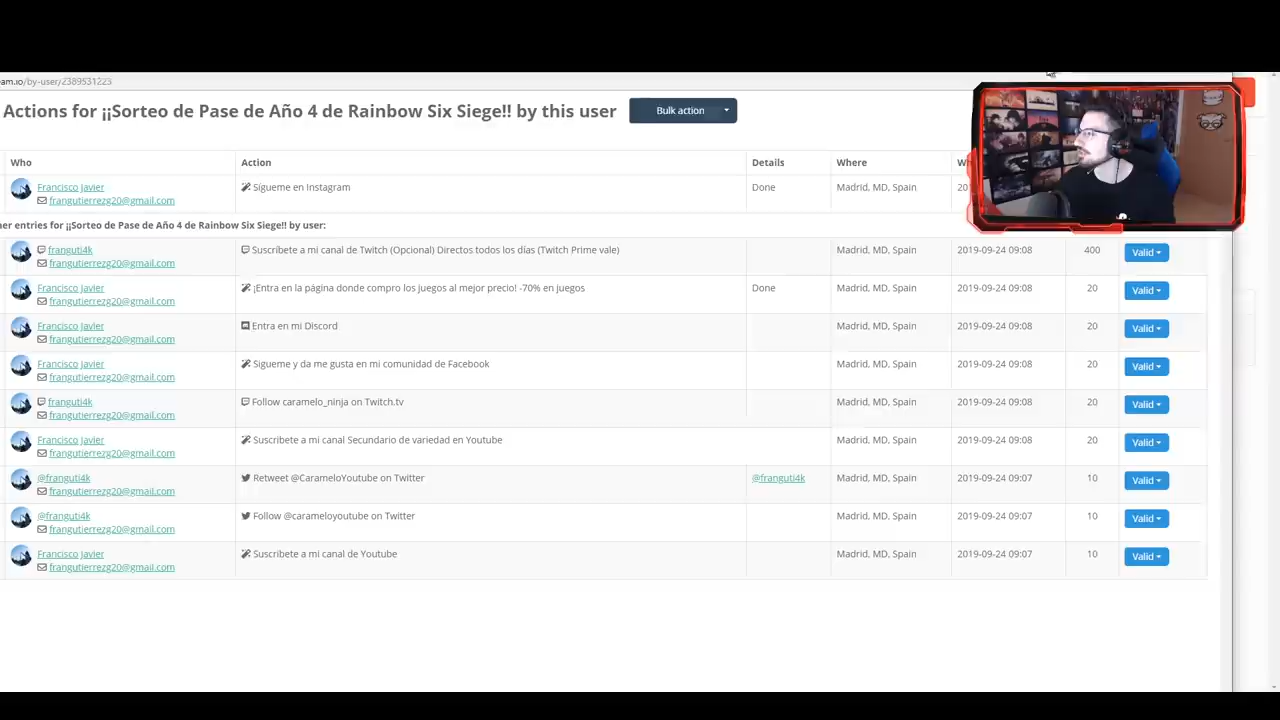 am.io/by-user/2389531223
Actions for ¡¡Sorteo de Pase de Año 4 de Rainbow Six Siege!! by this user
Bulk action
Who Action Details Where
Francisco Javier Sígueme en Instagram Done Madrid, MD, Spain 201
frangutierrezg20@gmail.com
her entries for ¡¡Sorteo de Pase de Año 4 de Rainbow Six Siege!! by user:
franguti4k Suscríbete a mi canal de Twitch (Opcional) Directos todos los días (Twitch Prime vale) Madrid, MD, Spain 2019-09-24 09:08 400 Valid
frangutierrezg20@gmail.com
Francisco Javier ¡Entra en la página donde compro los juegos al mejor precio! -70% en juegos Done Madrid, MD, Spain 2019-09-24 09:08 20 Valid
frangutierrezg20@gmail.com
Francisco Javier Entra en mi Discord Madrid, MD, Spain 2019-09-24 09:08 20 Valid
frangutierrezg20@gmail.com
Francisco Javier Sigueme y da me gusta en mi comunidad de Facebook Madrid, MD, Spain 2019-09-24 09:08 20 Valid
frangutierrezg20@gmail.com
franguti4k Follow caramelo_ninja on Twitch.tv Madrid, MD, Spain 2019-09-24 09:08 20 Valid
frangutierrezg20@gmail.com
Francisco Javier Suscribete a mi canal Secundario de variedad en Youtube Madrid, MD, Spain 2019-09-24 09:08 20 Valid
frangutierrezg20@gmail.com
@franguti4k Retweet @CarameloYoutube on Twitter @franguti4k Madrid, MD, Spain 2019-09-24 09:07 10 Valid
frangutierrezg20@gmail.com
@franguti4k Follow @carameloyoutube on Twitter Madrid, MD, Spain 2019-09-24 09:07 10 Valid
frangutierrezg20@gmail.com
Francisco Javier Suscríbete a mi canal de Youtube Madrid, MD, Spain 2019-09-24 09:07 10 Valid
frangutierrezg20@gmail.com